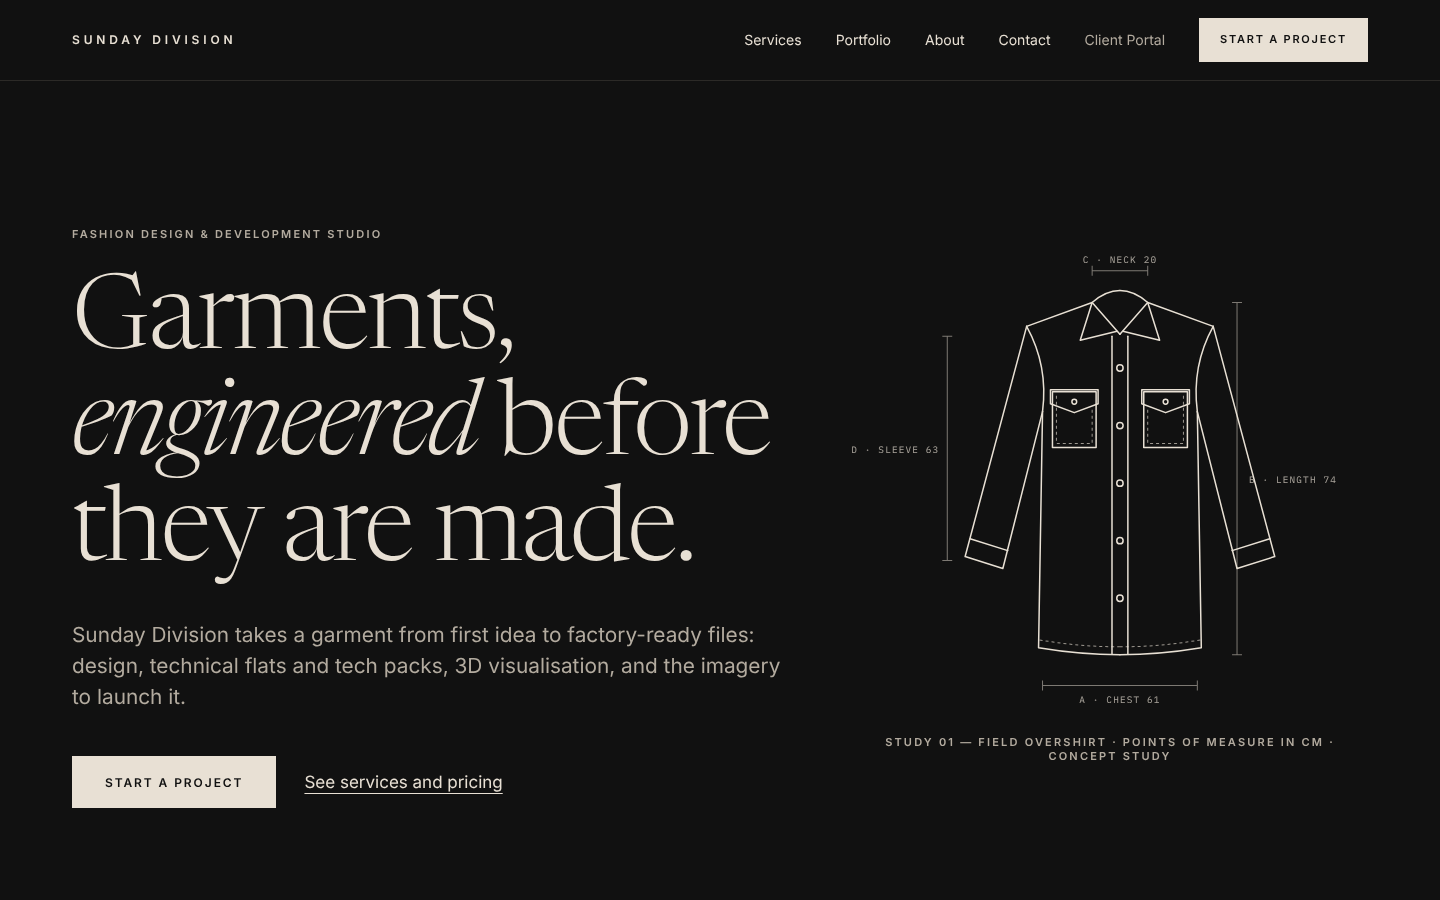 SUNDAY DIVISION
Services
Portfolio
About
Contact
Client Portal
START A PROJECT
FASHION DESIGN & DEVELOPMENT STUDIO
Garments,
engineered before
they are made.
Sunday Division takes a garment from first idea to factory-ready files:
design, technical flats and tech packs, 3D visualisation, and the imagery
to launch it.
START A PROJECT
See services and pricing
C · NECK 20
D · SLEEVE 63
B · LENGTH 74
A · CHEST 61
STUDY 01 — FIELD OVERSHIRT · POINTS OF MEASURE IN CM ·
CONCEPT STUDY